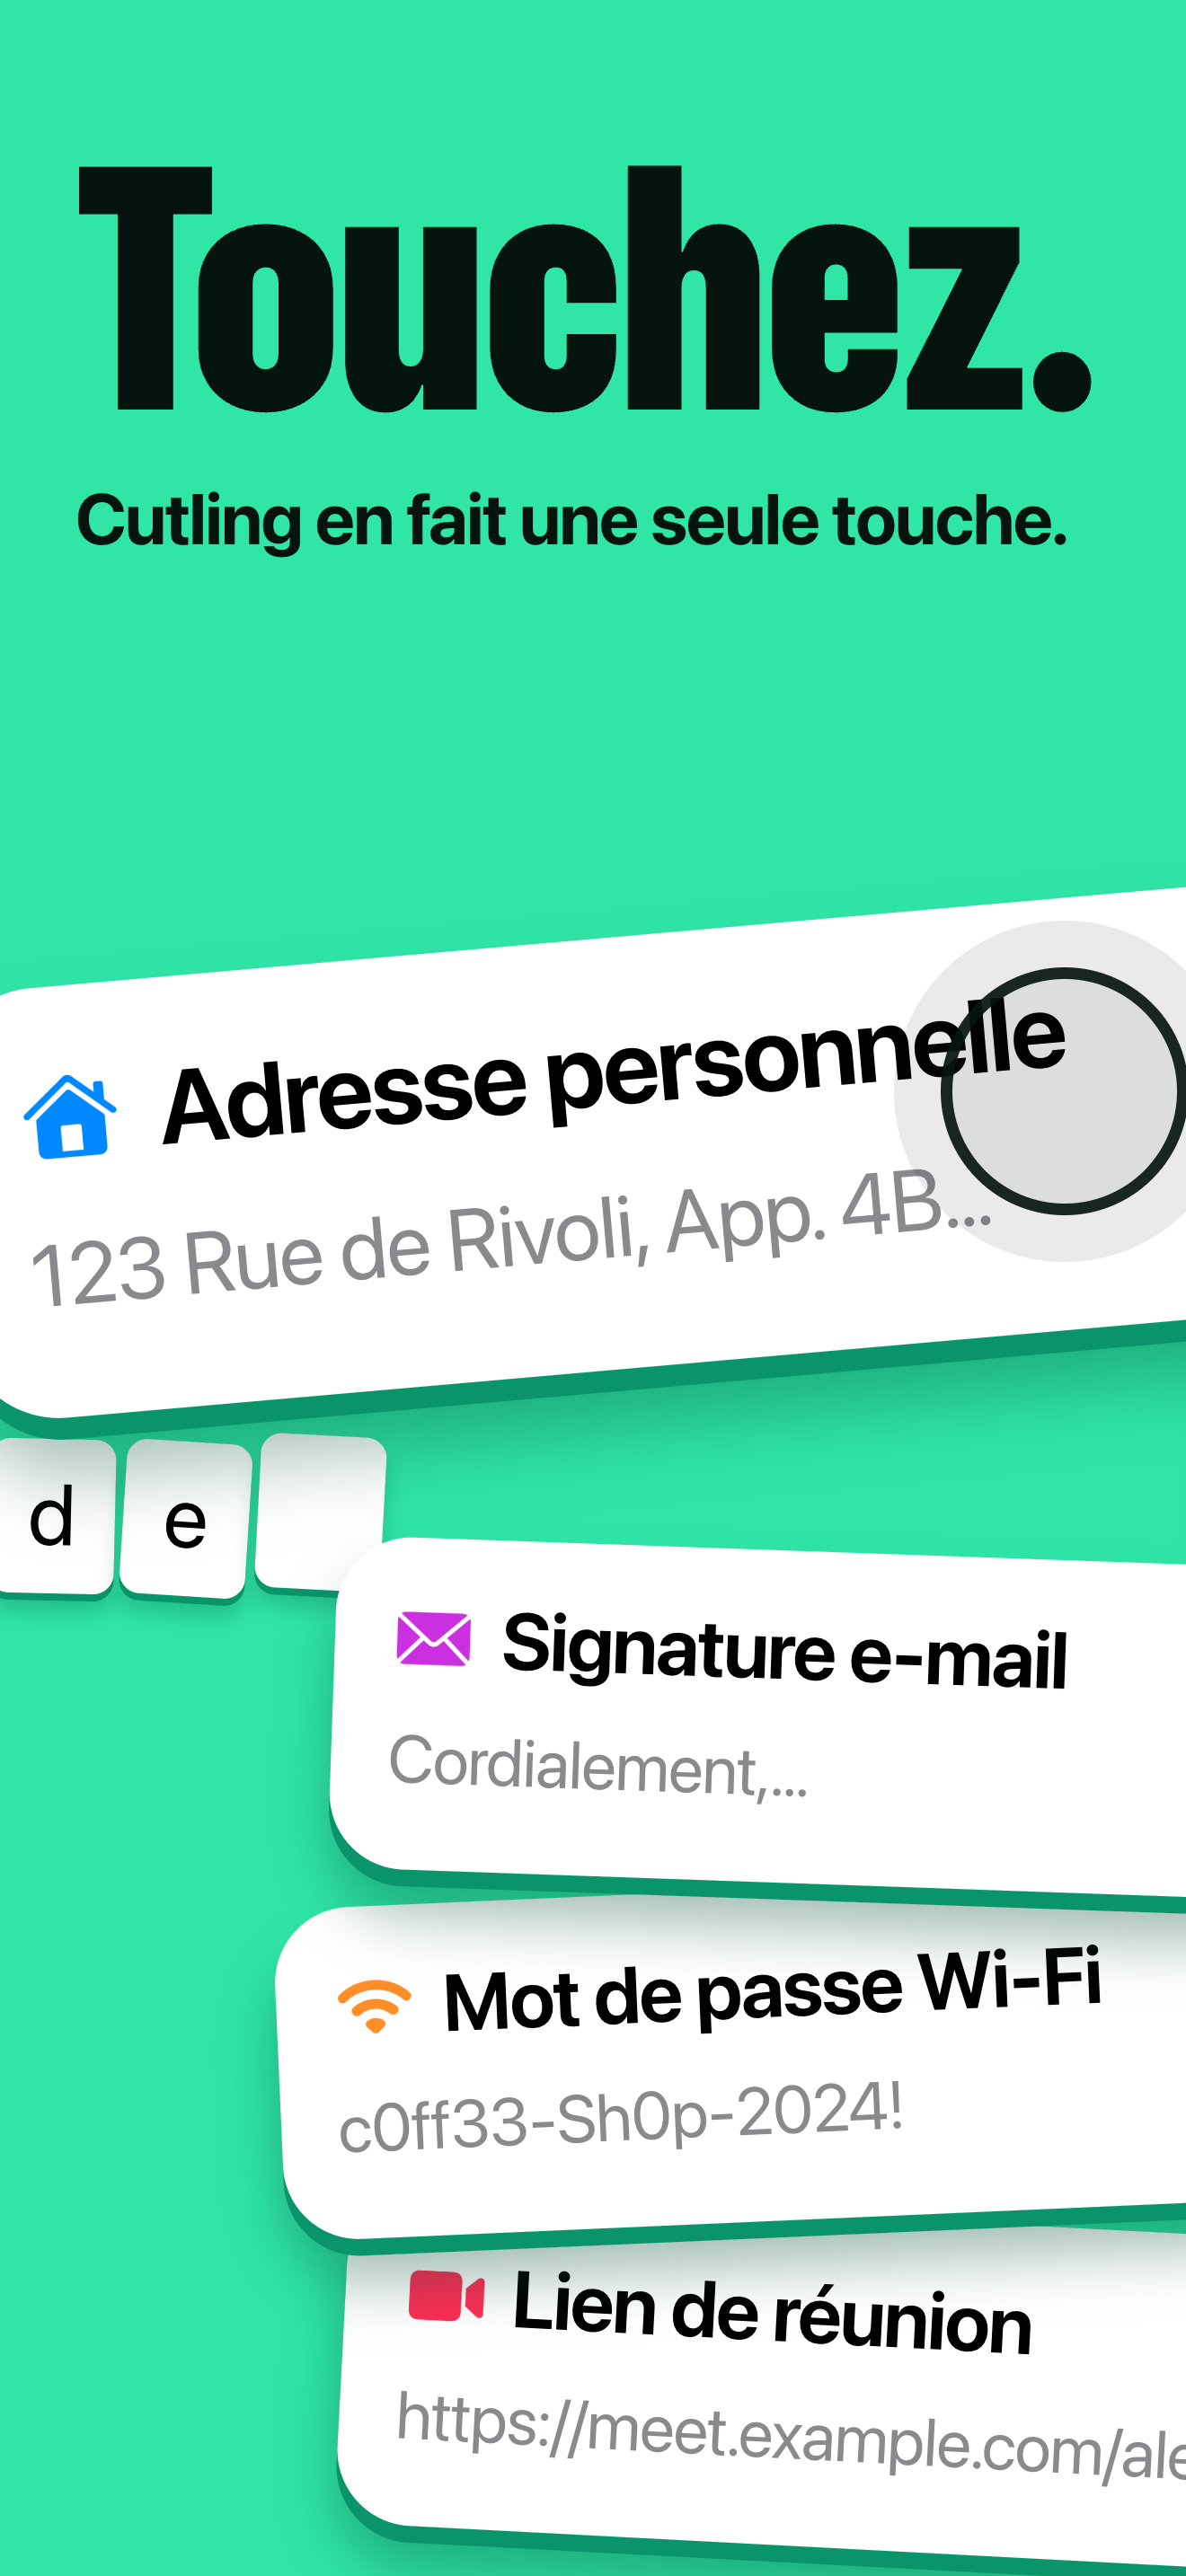 Touchez.
Cutling en fait une seule touche.
Adresse personnelle
123 Rue de Rivoli, App. 4B...
d e
Signature e-mail
Cordialement,...
Mot de passe Wi-Fi
c0ff33-Sh0p-2024!
Lien de réunion
https://meet.example.com/ale